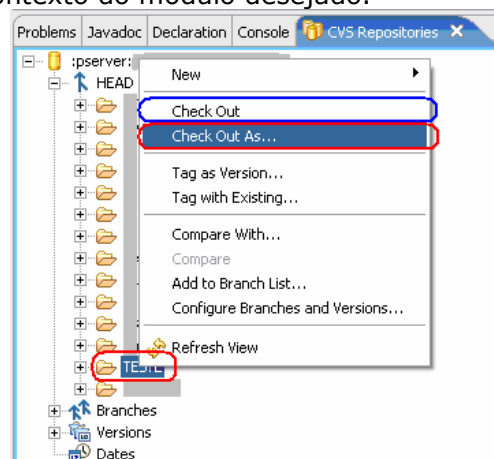 ntexto do módulo desejado.
Problems Javadoc Declaration Console CVS Repositories
:pserver:
HEAD
New
Check Out
Check Out As...
Tag as Version...
Tag with Existing...
Compare With...
Compare
Add to Branch List...
Configure Branches and Versions...
Refresh View
TESTE
Branches
Versions
Dates